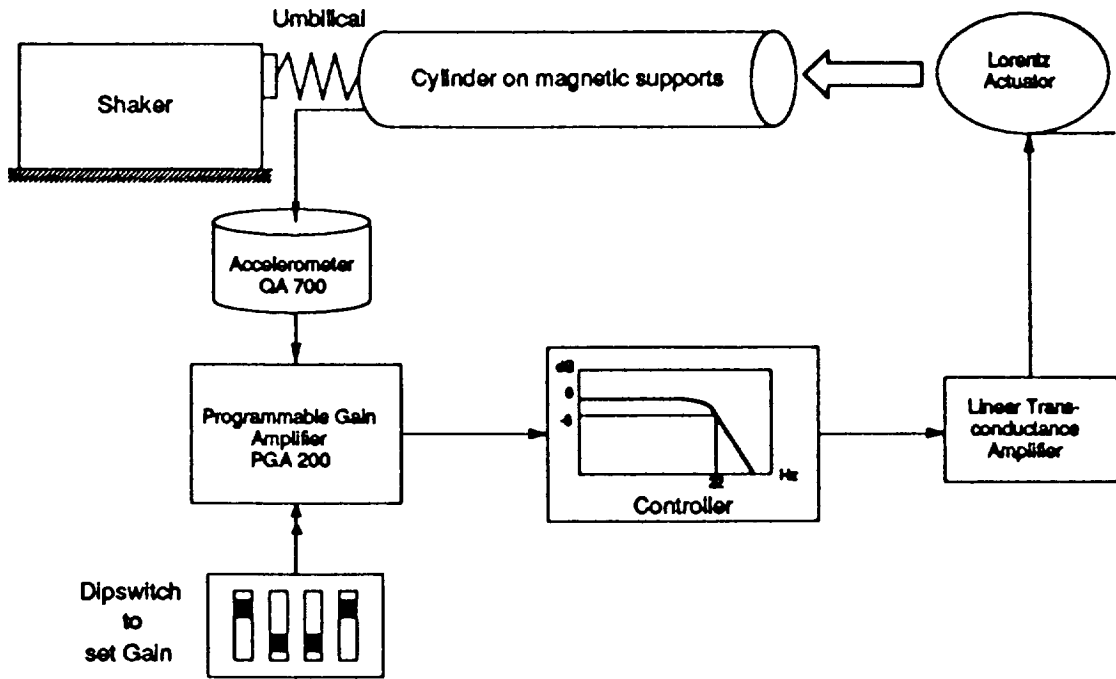 Umbilical
Shaker
Cylinder on magnetic supports
Lorentz
Actuator
Accelerometer
QA 700
Programmable Gain
Amplifier
PGA 200
dB
0
Hz
Controller
Linear Trans-
conductance
Amplifier
Dipswitch
to
set Gain